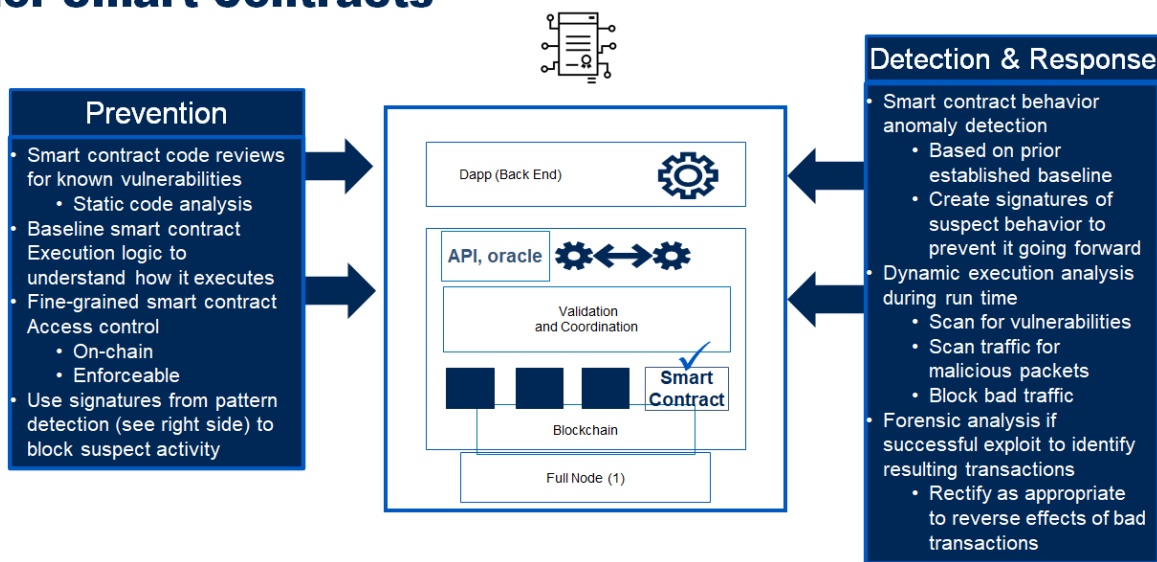 Smart Contracts
Prevention
• Smart contract code reviews
for known vulnerabilities
• Static code analysis
• Baseline smart contract
Execution logic to
understand how it executes
• Fine-grained smart contract
Access control
• On-chain
• Enforceable
• Use signatures from pattern
detection (see right side) to
block suspect activity
Dapp (Back End)
API, oracle
Validation
and Coordination
Smart
Contract
Blockchain
Full Node (1)
Detection & Response
• Smart contract behavior
anomaly detection
• Based on prior
established baseline
• Create signatures of
suspect behavior to
prevent it going forward
• Dynamic execution analysis
during run time
• Scan for vulnerabilities
• Scan traffic for
malicious packets
• Block bad traffic
• Forensic analysis if
successful exploit to identify
resulting transactions
• Rectify as appropriate
to reverse effects of bad
transactions